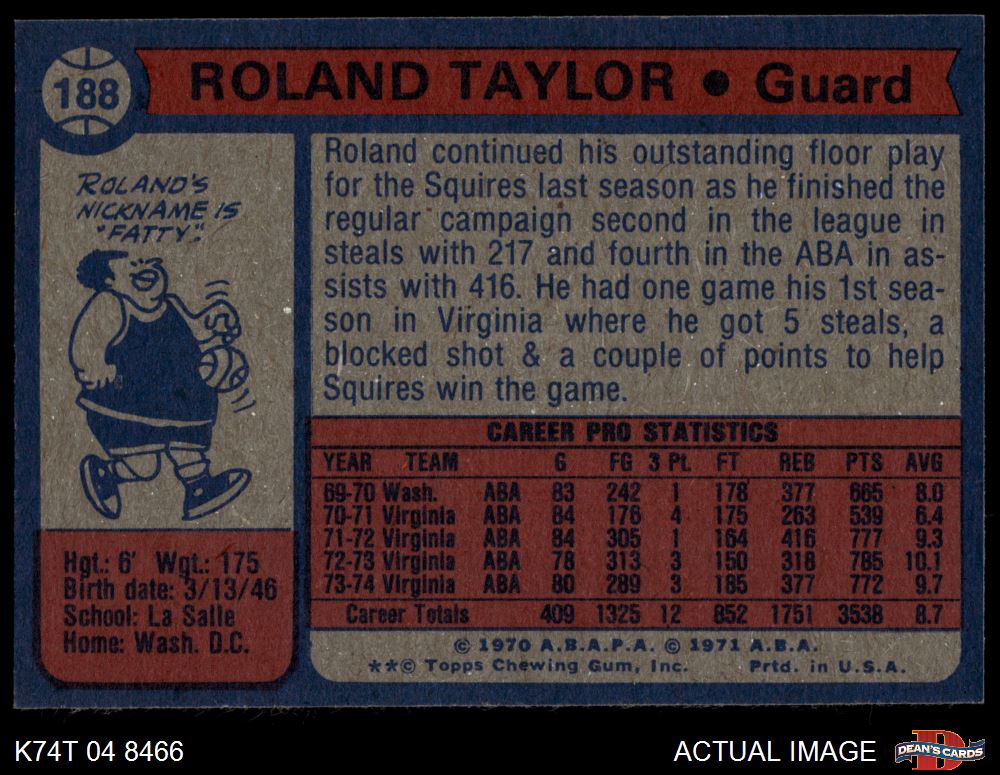 188
ROLAND TAYLOR • Guard
ROLAND'S
NICKNAME IS
"FATTY."
Roland continued his outstanding floor play
for the Squires last season as he finished the
regular campaign second in the league in
steals with 217 and fourth in the ABA in as-
sists with 416. He had one game his 1st sea-
son in Virginia where he got 5 steals, a
blocked shot & a couple of points to help
Squires win the game.
CAREER PRO STATISTICS
YEAR TEAM G FG 3 Pt. FT REB PTS AVG
69-70 Wash. ABA 83 242 1 178 377 665 8.0
70-71 Virginia ABA 84 176 4 175 263 539 6.4
71-72 Virginia ABA 84 305 1 164 416 777 9.3
72-73 Virginia ABA 78 313 3 150 318 785 10.1
73-74 Virginia ABA 80 289 3 185 377 772 9.7
Career Totals 409 1325 12 852 1751 3538 8.7
Hgt.: 6' Wgt.: 175
Birth date: 3/13/46
School: La Salle
Home: Wash. D.C.
© 1970 A.B.A.P.A. © 1971 A.B.A.
**© Topps Chewing Gum, Inc. Prtd. in U.S.A.
K74T 04 8466
ACTUAL IMAGE
D
DEAN'S CARDS